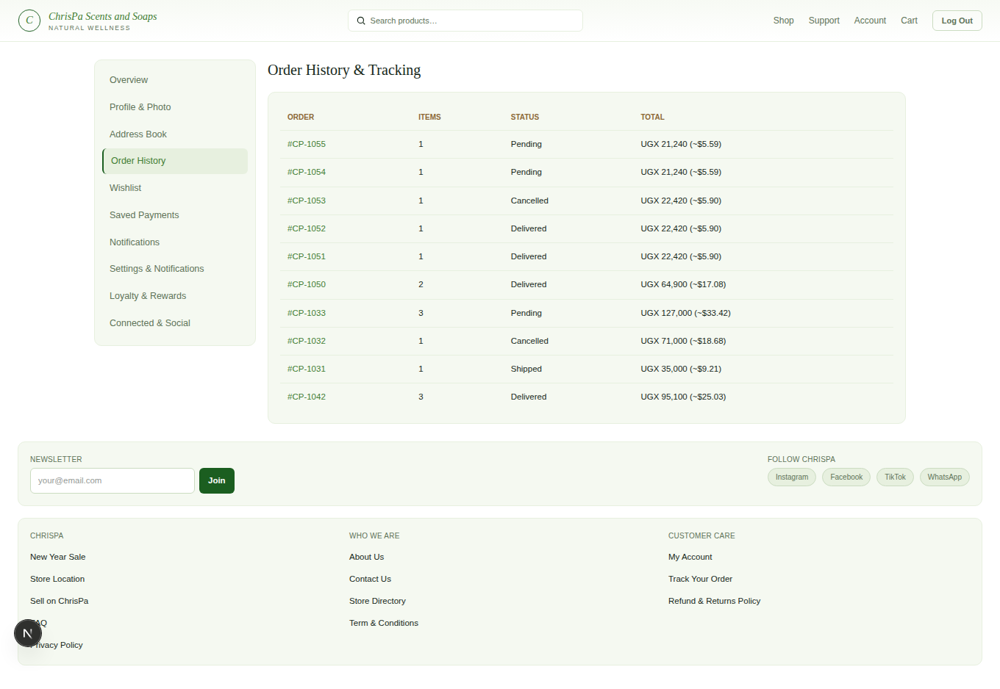 C
ChrisPa Scents and Soaps
NATURAL WELLNESS
Search products…
Shop Support Account Cart Log Out
Overview
Profile & Photo
Address Book
Order History
Wishlist
Saved Payments
Notifications
Settings & Notifications
Loyalty & Rewards
Connected & Social
Order History & Tracking
ORDER ITEMS STATUS TOTAL
#CP-1055 1 Pending UGX 21,240 (~$5.59)
#CP-1054 1 Pending UGX 21,240 (~$5.59)
#CP-1053 1 Cancelled UGX 22,420 (~$5.90)
#CP-1052 1 Delivered UGX 22,420 (~$5.90)
#CP-1051 1 Delivered UGX 22,420 (~$5.90)
#CP-1050 2 Delivered UGX 64,900 (~$17.08)
#CP-1033 3 Pending UGX 127,000 (~$33.42)
#CP-1032 1 Cancelled UGX 71,000 (~$18.68)
#CP-1031 1 Shipped UGX 35,000 (~$9.21)
#CP-1042 3 Delivered UGX 95,100 (~$25.03)
NEWSLETTER
your@email.com Join
FOLLOW CHRISPA
Instagram Facebook TikTok WhatsApp
CHRISPA
New Year Sale
Store Location
Sell on ChrisPa
FAQ
Privacy Policy
WHO WE ARE
About Us
Contact Us
Store Directory
Term & Conditions
CUSTOMER CARE
My Account
Track Your Order
Refund & Returns Policy
N